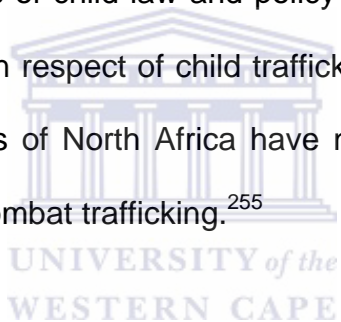 of child law and policy
respect of child traffick
of North Africa have
ombat trafficking.255
UNIVERSITY of the
WESTERN CAPE